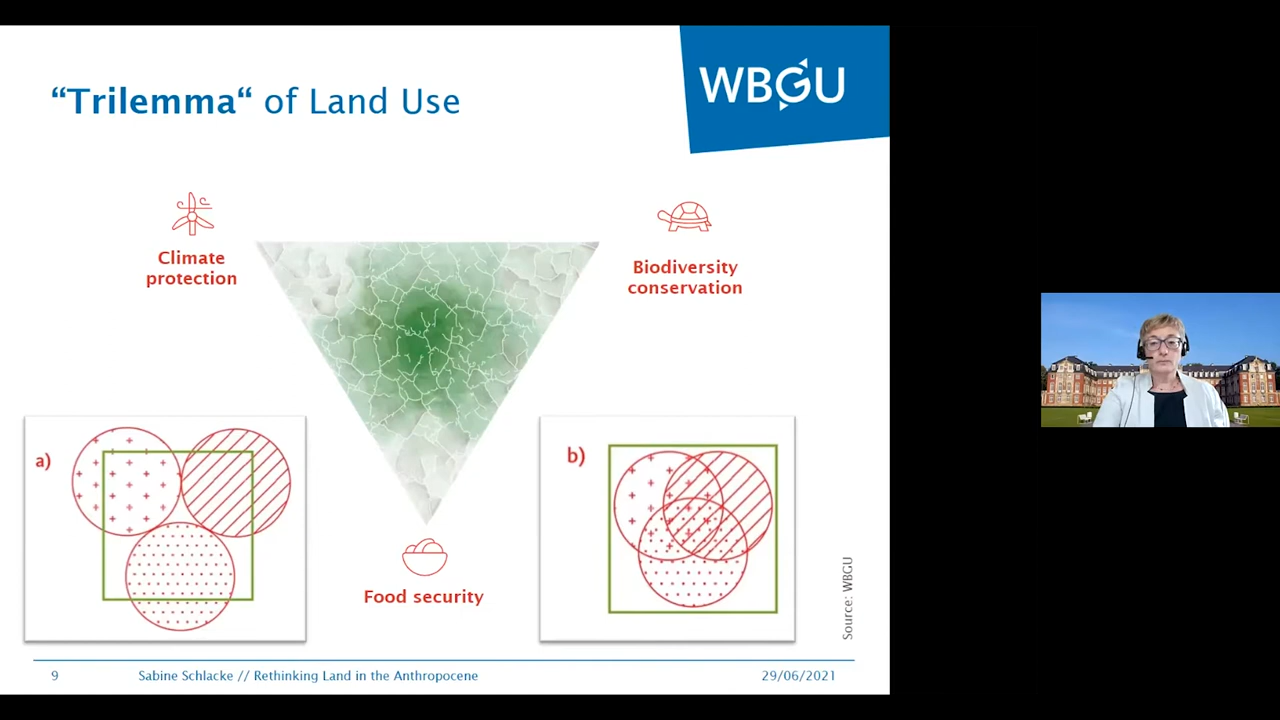 “Trilemma“ of Land Use
WBGU
Climate
protection
Biodiversity
conservation
a)
b)
Food security
Source: WBGU
9
Sabine Schlacke // Rethinking Land in the Anthropocene
29/06/2021